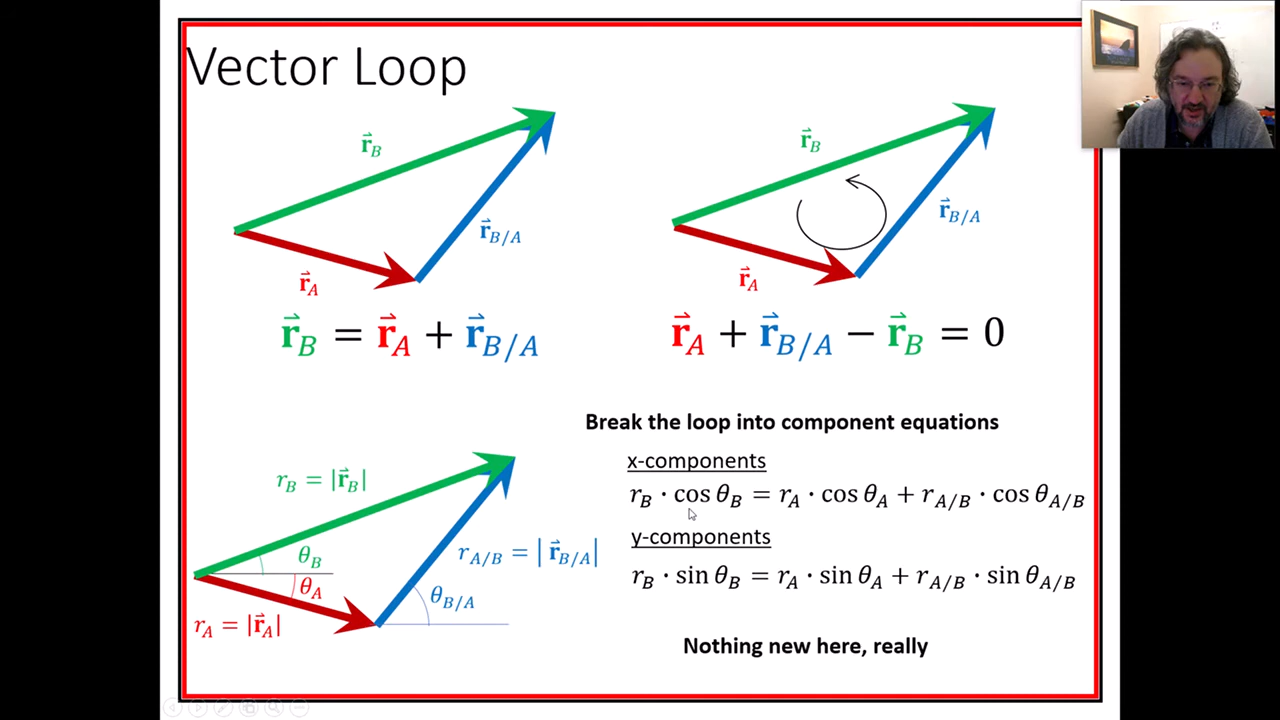 Vector Loop
r⃗_B
r⃗_B/A
r⃗_A
r⃗_B = r⃗_A + r⃗_B/A
r⃗_B
r⃗_B/A
r⃗_A
r⃗_A + r⃗_B/A − r⃗_B = 0
Break the loop into component equations
x-components
r_B · cos θ_B = r_A · cos θ_A + r_A/B · cos θ_A/B
y-components
r_B · sin θ_B = r_A · sin θ_A + r_A/B · sin θ_A/B
Nothing new here, really
r_B = |r⃗_B|
θ_B
θ_A
r_A/B = | r⃗_B/A|
θ_B/A
r_A = |r⃗_A|